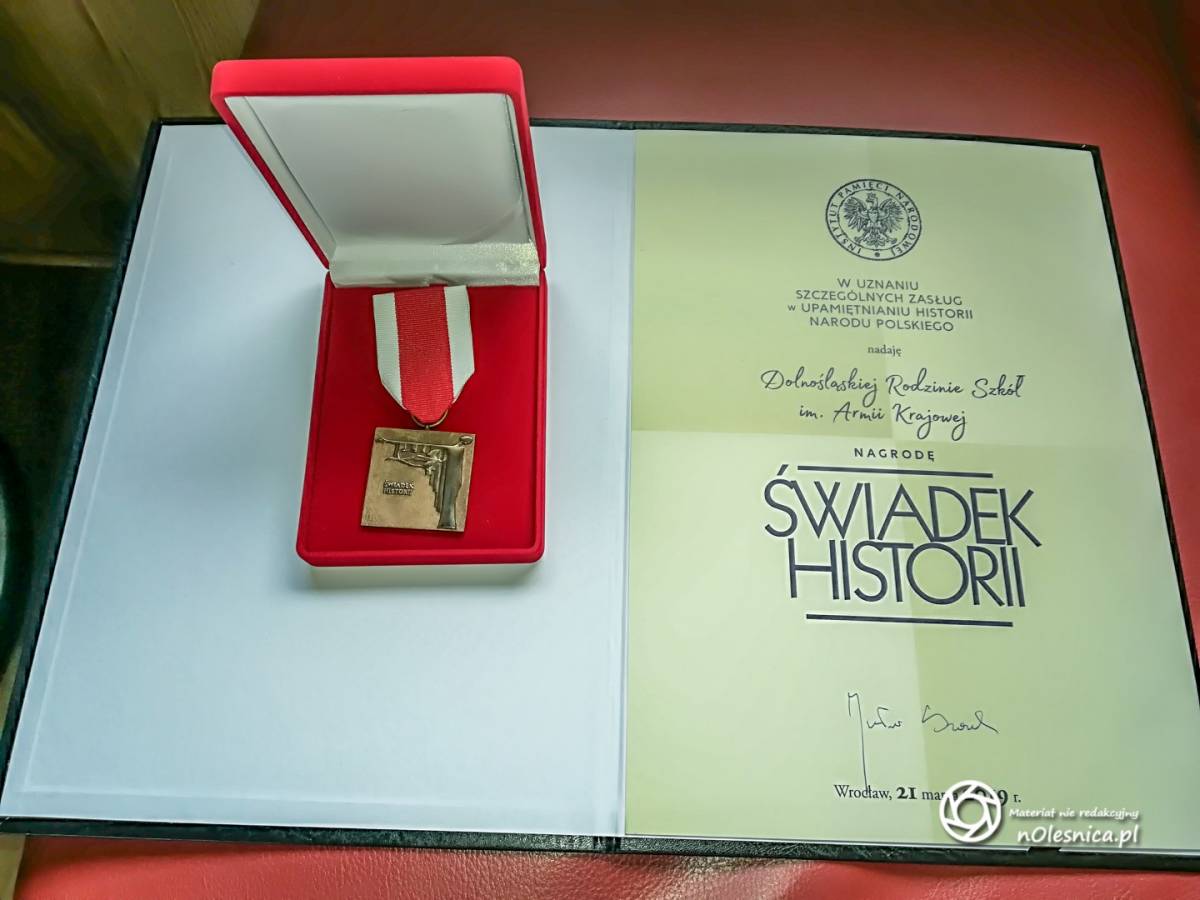 ŚWIADEK
HISTORII
INSTYTUT PAMIĘCI NARODOWEJ
W UZNANIU
SZCZEGÓLNYCH ZASŁUG
w UPAMIĘTNIANIU HISTORII
NARODU POLSKIEGO
nadaję
Dolnośląskiej Rodzinie Szkół
im. Armii Krajowej
NAGRODĘ
ŚWIADEK
HISTORII
Wrocław, 21 r.
Materiał nie redakcyjny
nOlesnica.pl